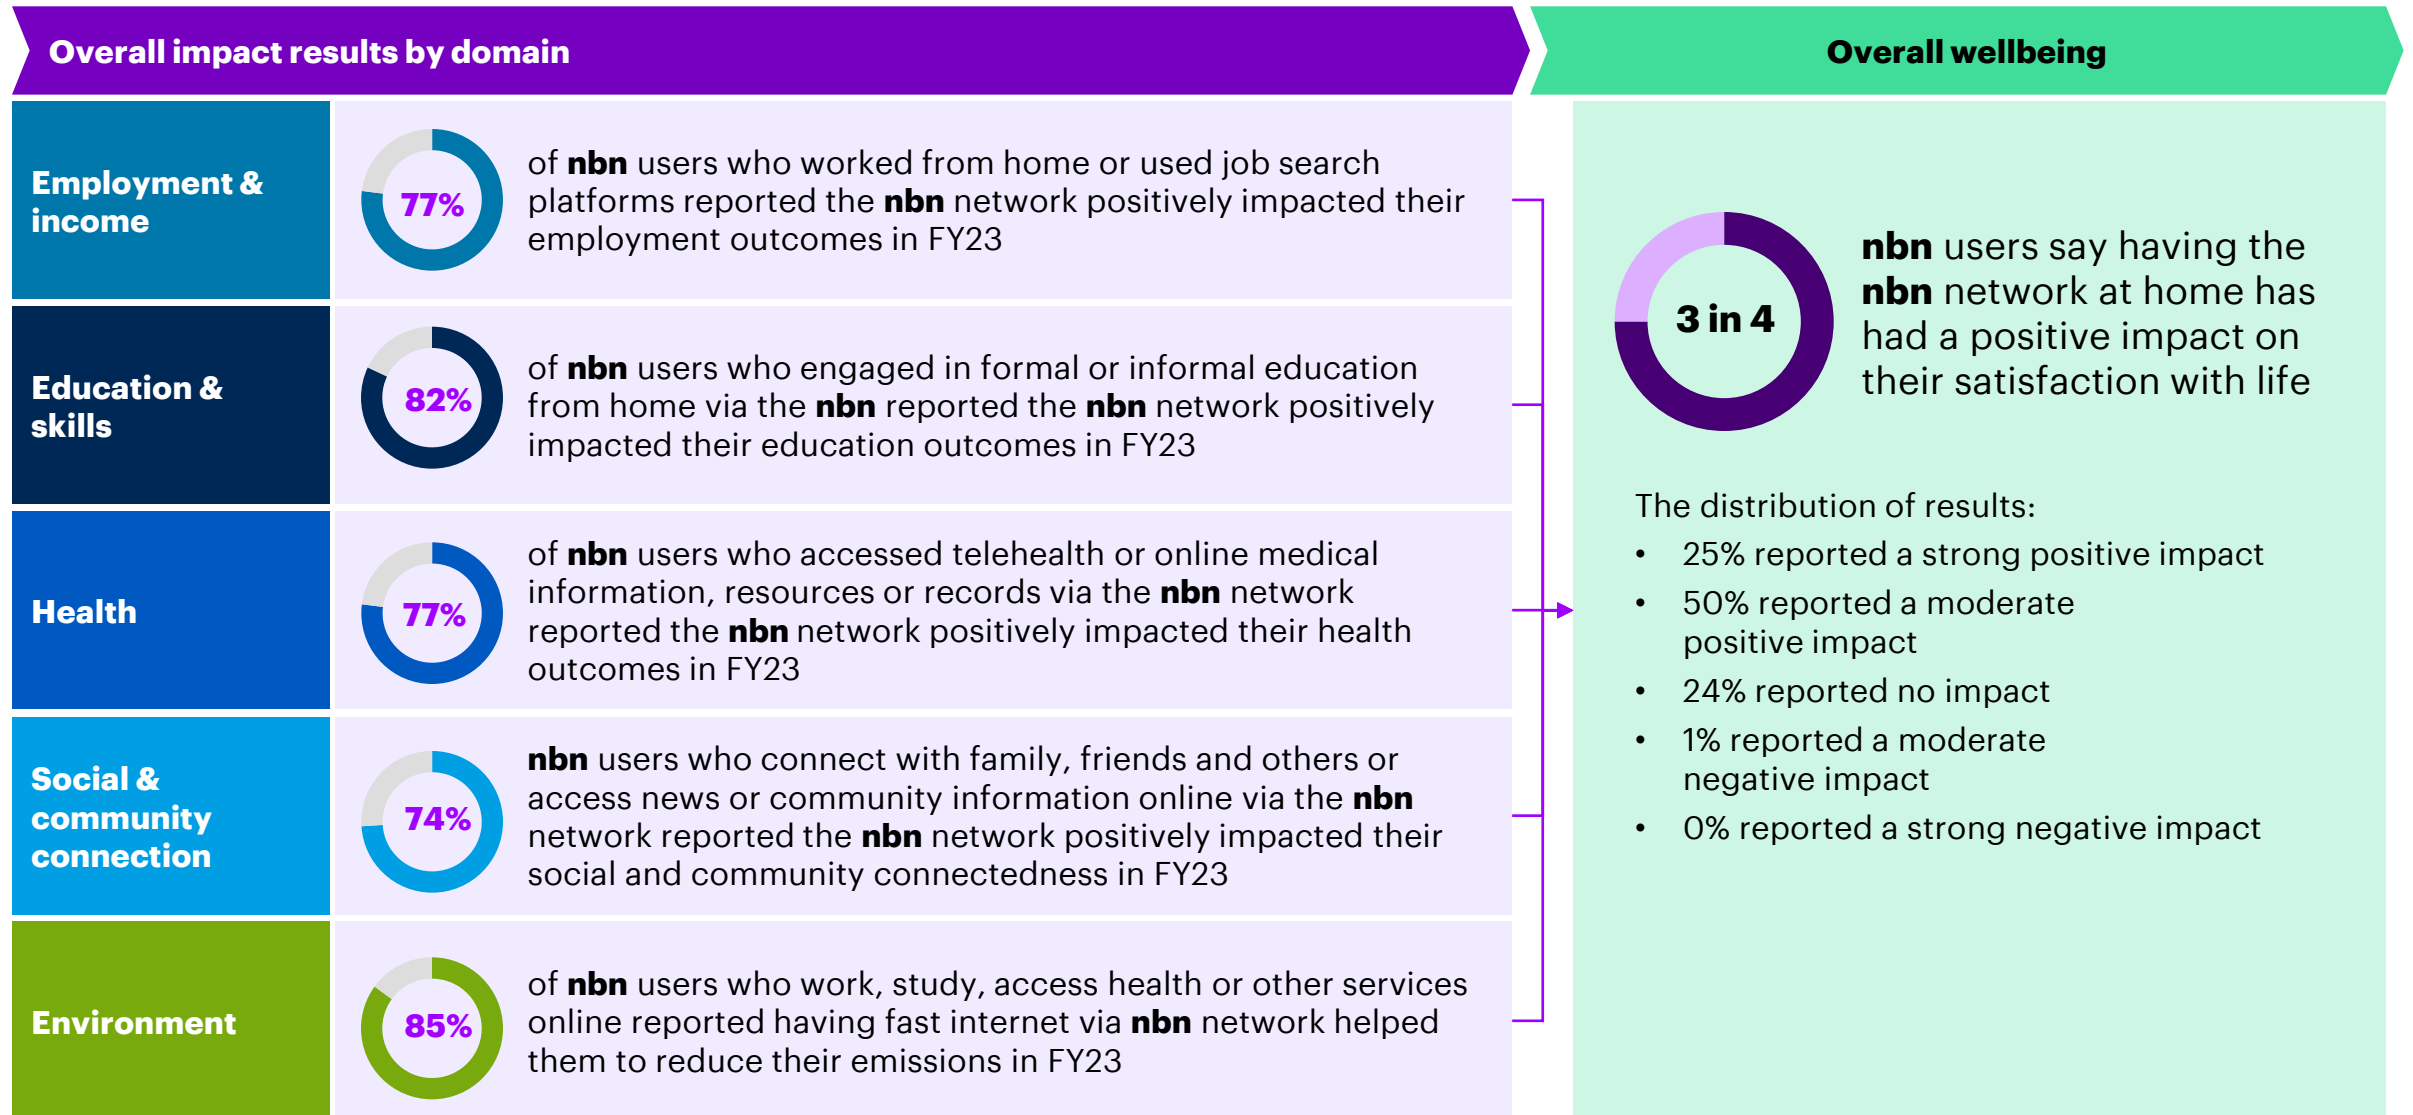 Overall impact results by domain
Overall wellbeing
Employment &
income
77%
of nbn users who worked from home or used job search
platforms reported the nbn network positively impacted their
employment outcomes in FY23
Education &
skills
82%
of nbn users who engaged in formal or informal education
from home via the nbn reported the nbn network positively
impacted their education outcomes in FY23
Health
77%
of nbn users who accessed telehealth or online medical
information, resources or records via the nbn network
reported the nbn network positively impacted their health
outcomes in FY23
Social &
community
connection
74%
nbn users who connect with family, friends and others or
access news or community information online via the nbn
network reported the nbn network positively impacted their
social and community connectedness in FY23
Environment
85%
of nbn users who work, study, access health or other services
online reported having fast internet via nbn network helped
them to reduce their emissions in FY23
3 in 4
nbn users say having the
nbn network at home has
had a positive impact on
their satisfaction with life
The distribution of results:
• 25% reported a strong positive impact
• 50% reported a moderate
positive impact
• 24% reported no impact
• 1% reported a moderate
negative impact
• 0% reported a strong negative impact